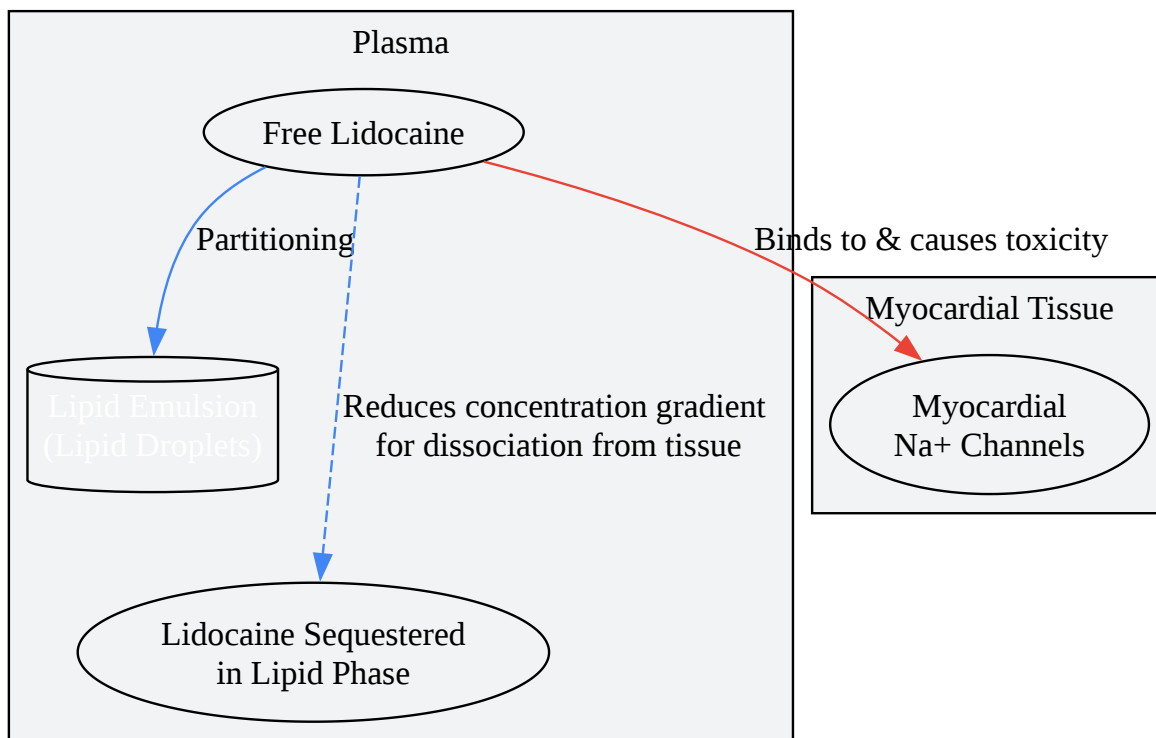 Plasma
Free Lidocaine
Partitioning
Binds to & causes toxicity
Myocardial Tissue
Lipid Emulsion
(Lipid Droplets)
Reduces concentration gradient
for dissociation from tissue
Myocardial
Na+ Channels
Lidocaine Sequestered
in Lipid Phase